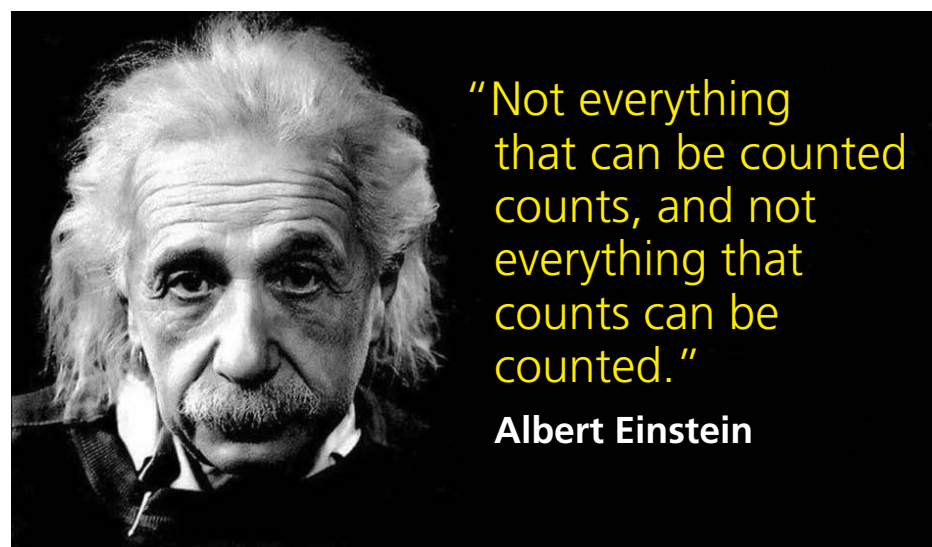 “Not everything
that can be counted
counts, and not
everything that
counts can be
counted.”
Albert Einstein